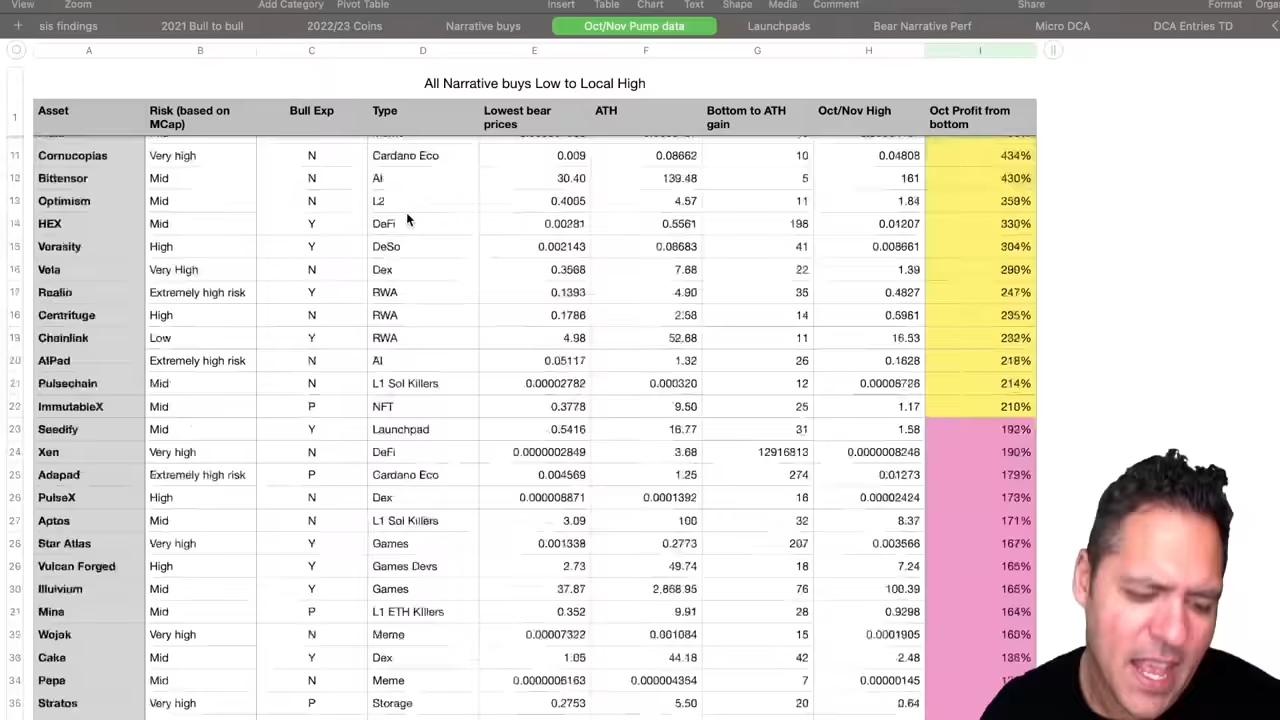 View Zoom Add Category Pivot Table Insert Table Chart Text Shape Media Comment Share Format
+ sis findings 2021 Bull to bull 2022/23 Coins Narrative buys Oct/Nov Pump data Launchpads Bear Narrative Perf Micro DCA DCA Entries TD
A B C D E F G H I
All Narrative buys Low to Local High
1 Asset Risk (based on MCap) Bull Exp Type Lowest bear prices ATH Bottom to ATH gain Oct/Nov High Oct Profit from bottom
11 Cornucopias Very high N Cardano Eco 0.009 0.08662 10 0.04808 434%
12 Bittensor Mid N AI 30.40 139.48 5 161 430%
13 Optimism Mid N L2 0.4005 4.57 11 1.84 359%
14 HEX Mid Y DeFi 0.00281 0.5561 198 0.01207 330%
15 Verasity High Y DeSo 0.002143 0.08683 41 0.008661 304%
16 Vela Very High N Dex 0.3568 7.68 22 1.39 290%
17 Realio Extremely high risk Y RWA 0.1393 4.90 35 0.4827 247%
Centrifuge High N RWA 0.1786 2.58 14 0.5961 235%
19 Chainlink Low Y RWA 4.98 52.88 11 16.53 232%
20 AIPad Extremely high risk N AI 0.05117 1.32 26 0.1628 218%
21 Pulsechain Mid N L1 Sol Killers 0.00002782 0.000320 12 0.00008726 214%
22 ImmutableX Mid P NFT 0.3778 9.50 25 1.17 210%
23 Seedify Mid Y Launchpad 0.5416 16.77 31 1.58 192%
24 Xen Very high N DeFi 0.0000002849 3.68 12916813 0.0000008248 190%
25 Adapad Extremely high risk P Cardano Eco 0.004569 1.25 274 0.01273 179%
26 PulseX High N Dex 0.000008871 0.0001392 16 0.00002424 173%
27 Aptos Mid N L1 Sol Killers 3.09 100 32 8.37 171%
Star Atlas Very high Y Games 0.001338 0.2773 207 0.003566 167%
Vulcan Forged High Y Games Devs 2.73 49.74 18 7.24 165%
30 Illuivium Mid Y Games 37.87 2,868.95 76 100.39 165%
Mina Mid P L1 ETH Killers 0.352 9.91 28 0.9298 164%
Wojak Very high N Meme 0.00007322 0.001084 15 0.0001905 160%
Cake Mid Y Dex 1.05 44.18 42 2.48 136%
34 Pepe Mid N Meme 0.0000006163 0.000004354 7 0.00000145
Stratos Very high P Storage 0.2753 5.50 20 0.64